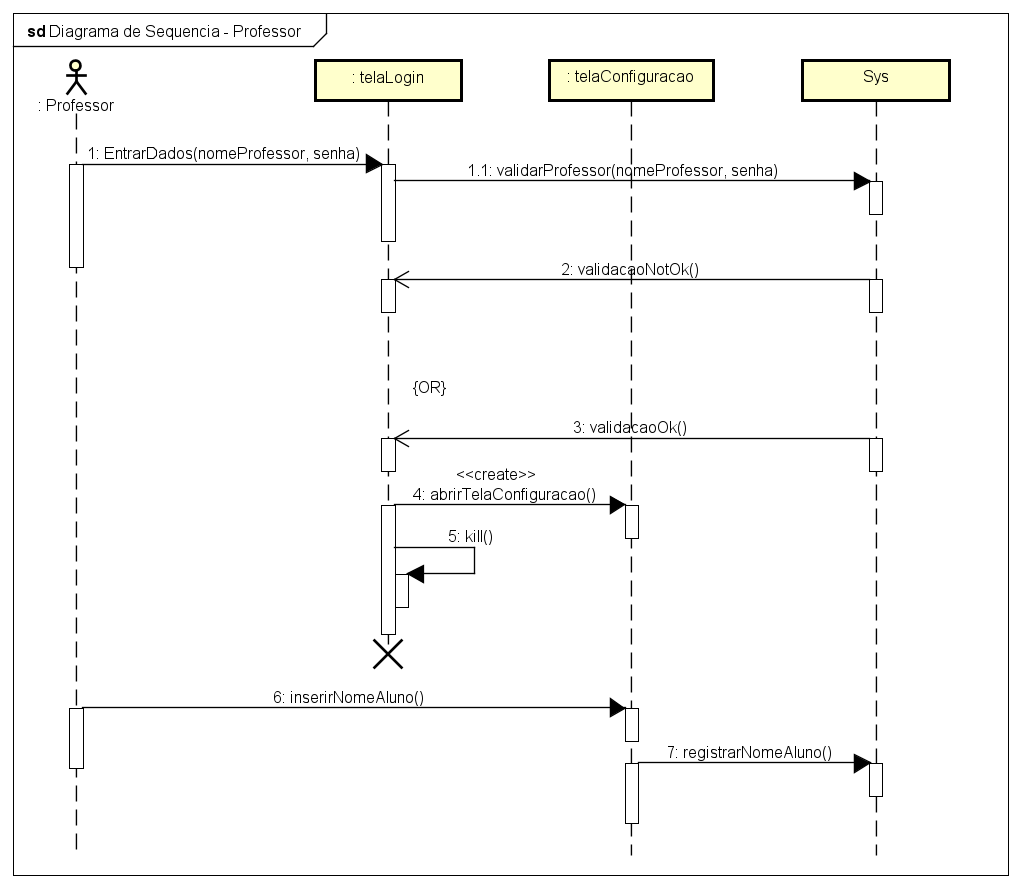 sd Diagrama de Sequencia - Professor
: Professor
: telaLogin
: telaConfiguracao
Sys
1: EntrarDados(nomeProfessor, senha)
1.1: validarProfessor(nomeProfessor, senha)
2: validacaoNotOk()
{OR}
3: validacaoOk()
<<create>>
4: abrirTelaConfiguracao()
5: kill()
6: inserirNomeAluno()
7: registrarNomeAluno()